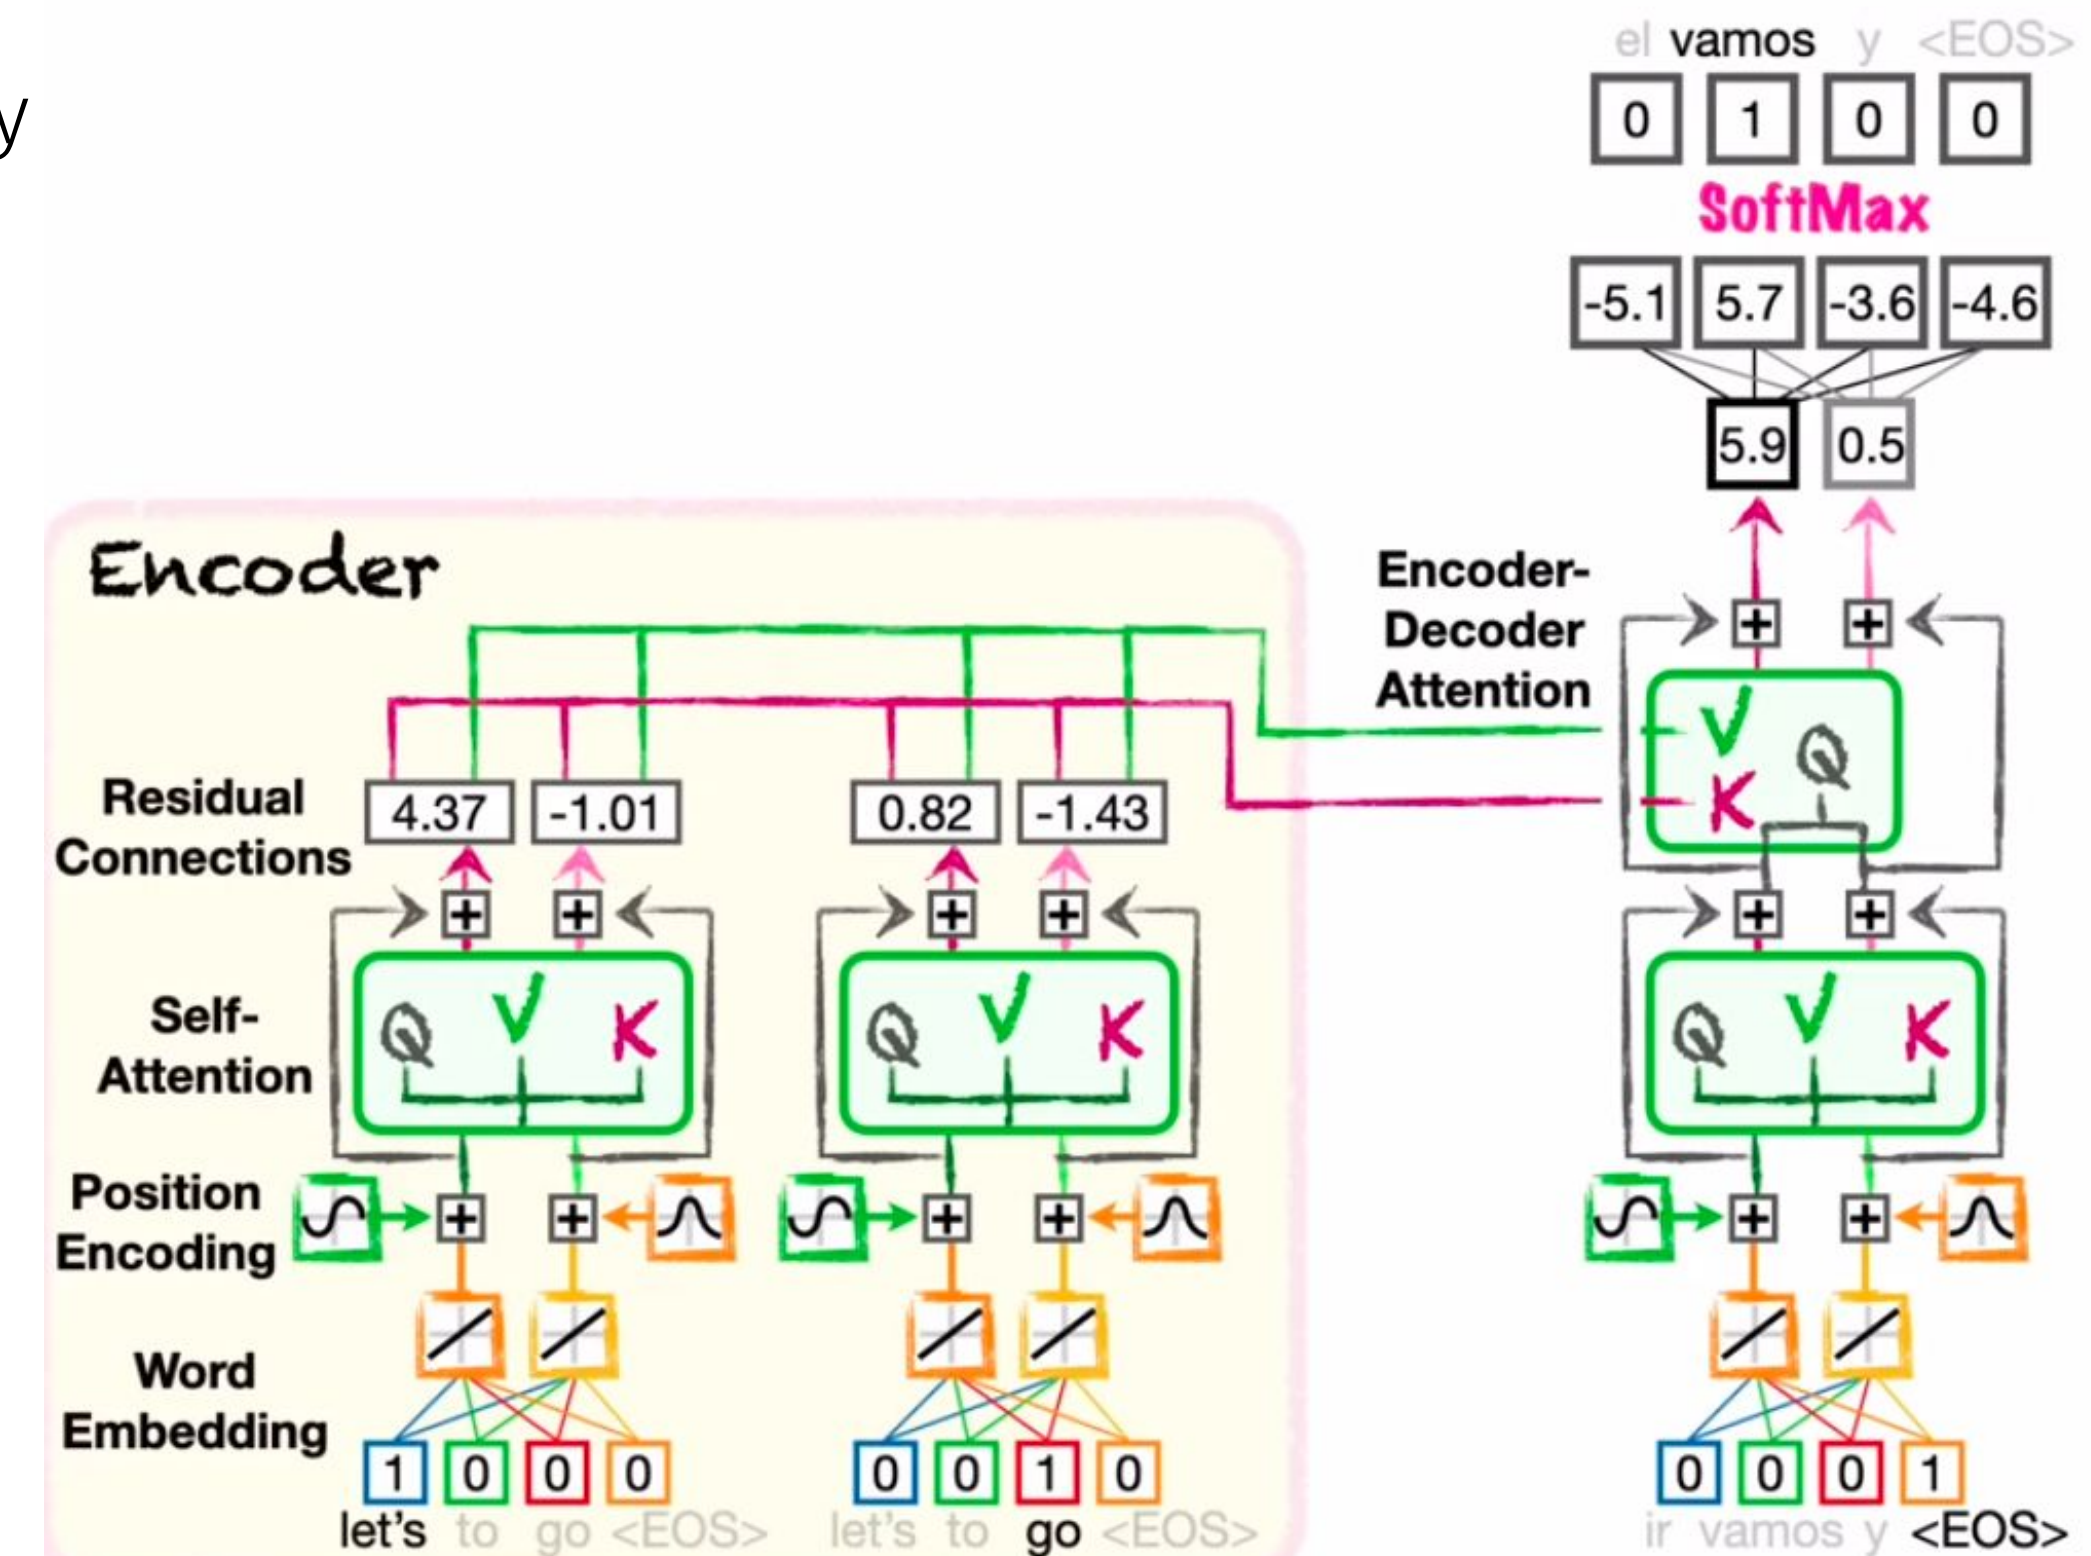 y
el vamos y <EOS>
0 1 0 0
SoftMax
-5.1 5.7 -3.6 -4.6
5.9 0.5
Encoder
Encoder-
Decoder
Attention
V
Q
K
Residual
Connections
4.37 -1.01 0.82 -1.43
+ + + + + +
+ +
Self-
Attention
Q V K Q V K Q V K
Position
Encoding
+ + + + + +
Word
Embedding
1 0 0 0 0 0 1 0 0 0 0 1
let's to go <EOS> let's to go <EOS> ir vamos y <EOS>